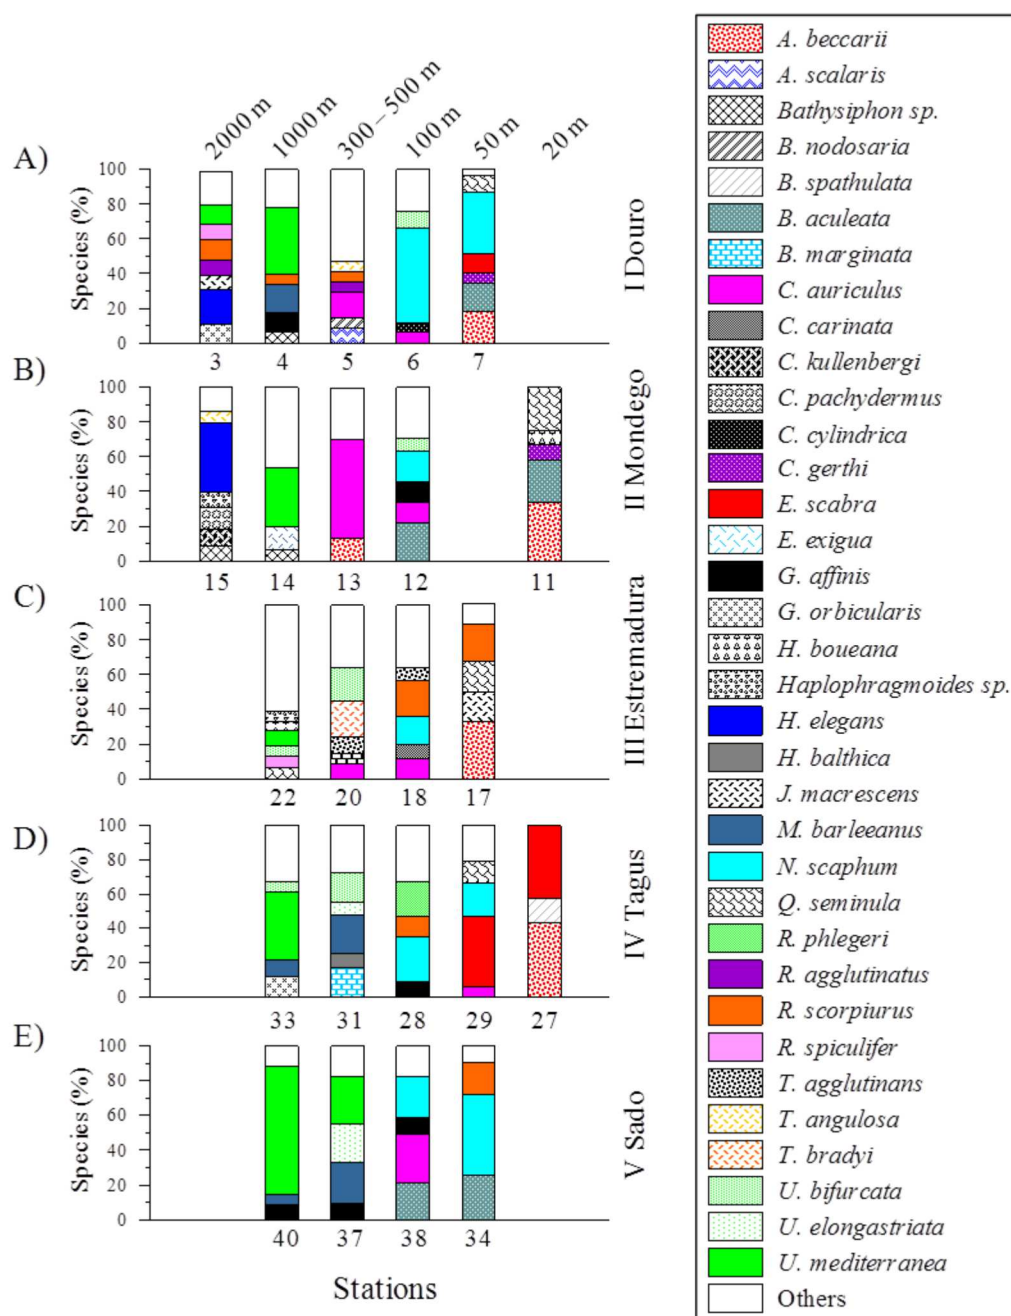 2000 m
1000 m
300 – 500 m
100 m
50 m
20 m
A)
Species (%)
100
80
60
40
20
0
3
4
5
6
7
I Douro
B)
Species (%)
100
80
60
40
20
0
15
14
13
12
11
II Mondego
C)
Species (%)
100
80
60
40
20
0
22
20
18
17
III Estremadura
D)
Species (%)
100
80
60
40
20
0
33
31
28
29
27
IV Tagus
E)
Species (%)
100
80
60
40
20
0
40
37
38
34
V Sado
Stations
A. beccarii
A. scalaris
Bathysiphon sp.
B. nodosaria
B. spathulata
B. aculeata
B. marginata
C. auriculus
C. carinata
C. kullenbergi
C. pachydermus
C. cylindrica
C. gerthi
E. scabra
E. exigua
G. affinis
G. orbicularis
H. boueana
Haplophragmoides sp.
H. elegans
H. balthica
J. macrescens
M. barleeanus
N. scaphum
Q. seminula
R. phlegeri
R. agglutinatus
R. scorpiurus
R. spiculifer
T. agglutinans
T. angulosa
T. bradyi
U. bifurcata
U. elongastriata
U. mediterranea
Others